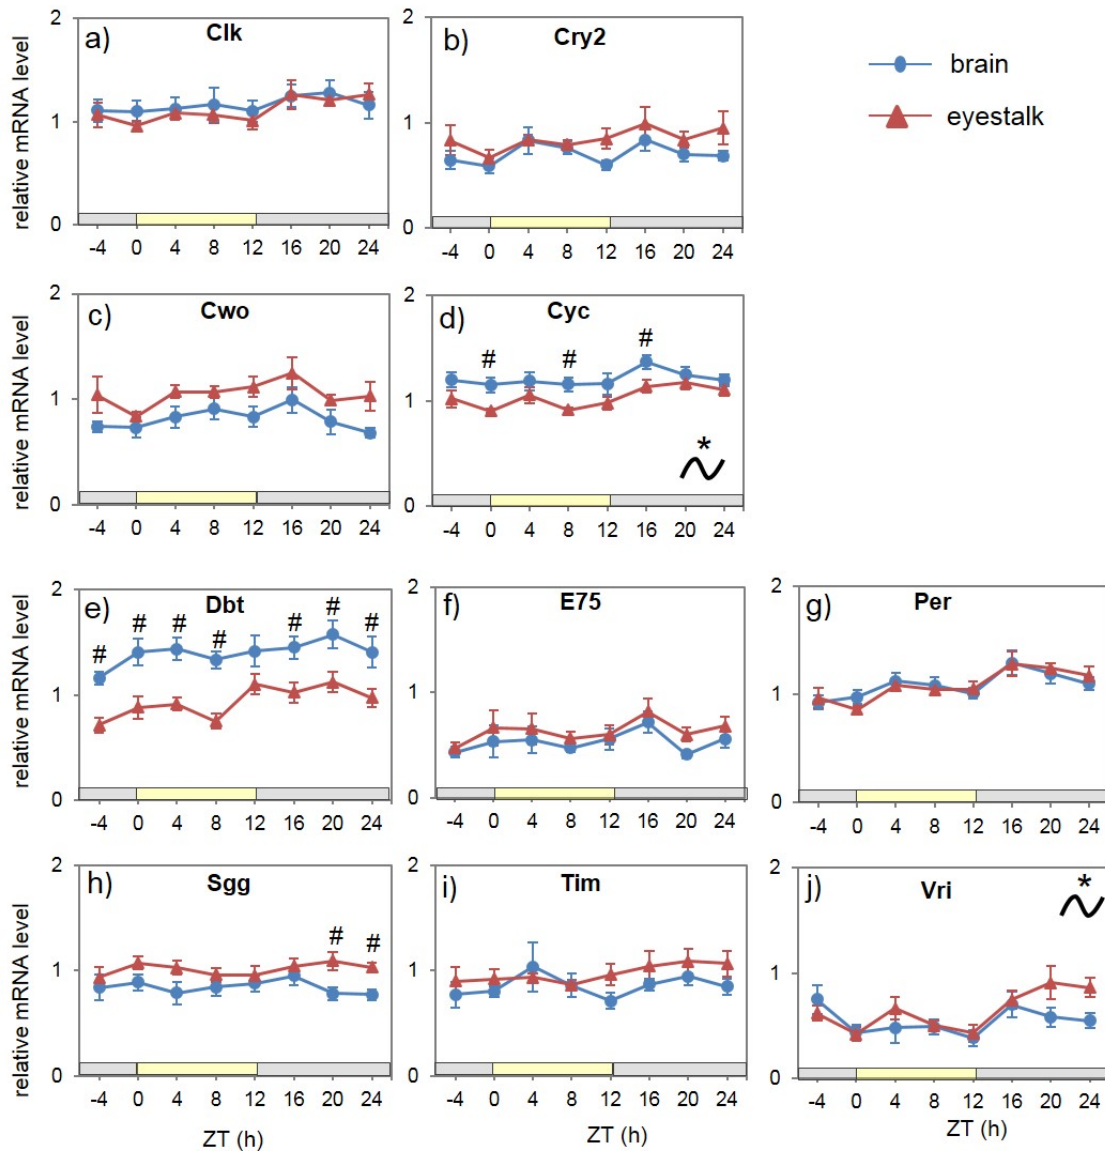 a) Clk
b) Cry2
brain
eyestalk
relative mRNA level
2
1
0
-4 0 4 8 12 16 20 24
2
1
0
-4 0 4 8 12 16 20 24
c) Cwo
d) Cyc
relative mRNA level
2
1
0
-4 0 4 8 12 16 20 24
2
1
0
# # #
*
-4 0 4 8 12 16 20 24
e) Dbt
f) E75
g) Per
relative mRNA level
2
1
0
# # # # # # #
-4 0 4 8 12 16 20 24
2
1
0
-4 0 4 8 12 16 20 24
2
1
0
-4 0 4 8 12 16 20 24
h) Sgg
i) Tim
j) Vri
relative mRNA level
2
1
0
# #
-4 0 4 8 12 16 20 24
ZT (h)
2
1
0
-4 0 4 8 12 16 20 24
ZT (h)
2
1
0
*
-4 0 4 8 12 16 20 24
ZT (h)